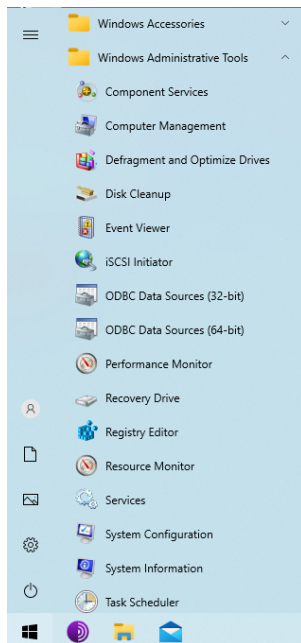 Windows Accessories
Windows Administrative Tools
Component Services
Computer Management
Defragment and Optimize Drives
Disk Cleanup
Event Viewer
iSCSI Initiator
ODBC Data Sources (32-bit)
ODBC Data Sources (64-bit)
Performance Monitor
Recovery Drive
Registry Editor
Resource Monitor
Services
System Configuration
System Information
Task Scheduler